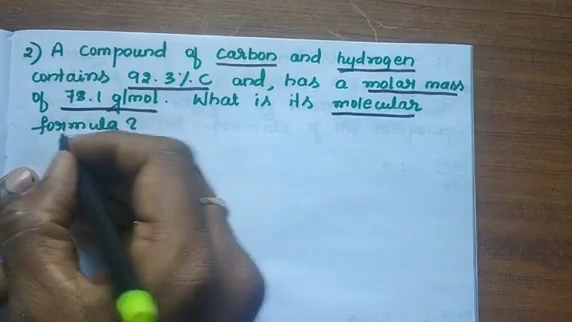 2) A compound of carbon and hydrogen
contains 92.3% C and, has a molar mass
of 78.1 g/mol. What is its molecular
formula?